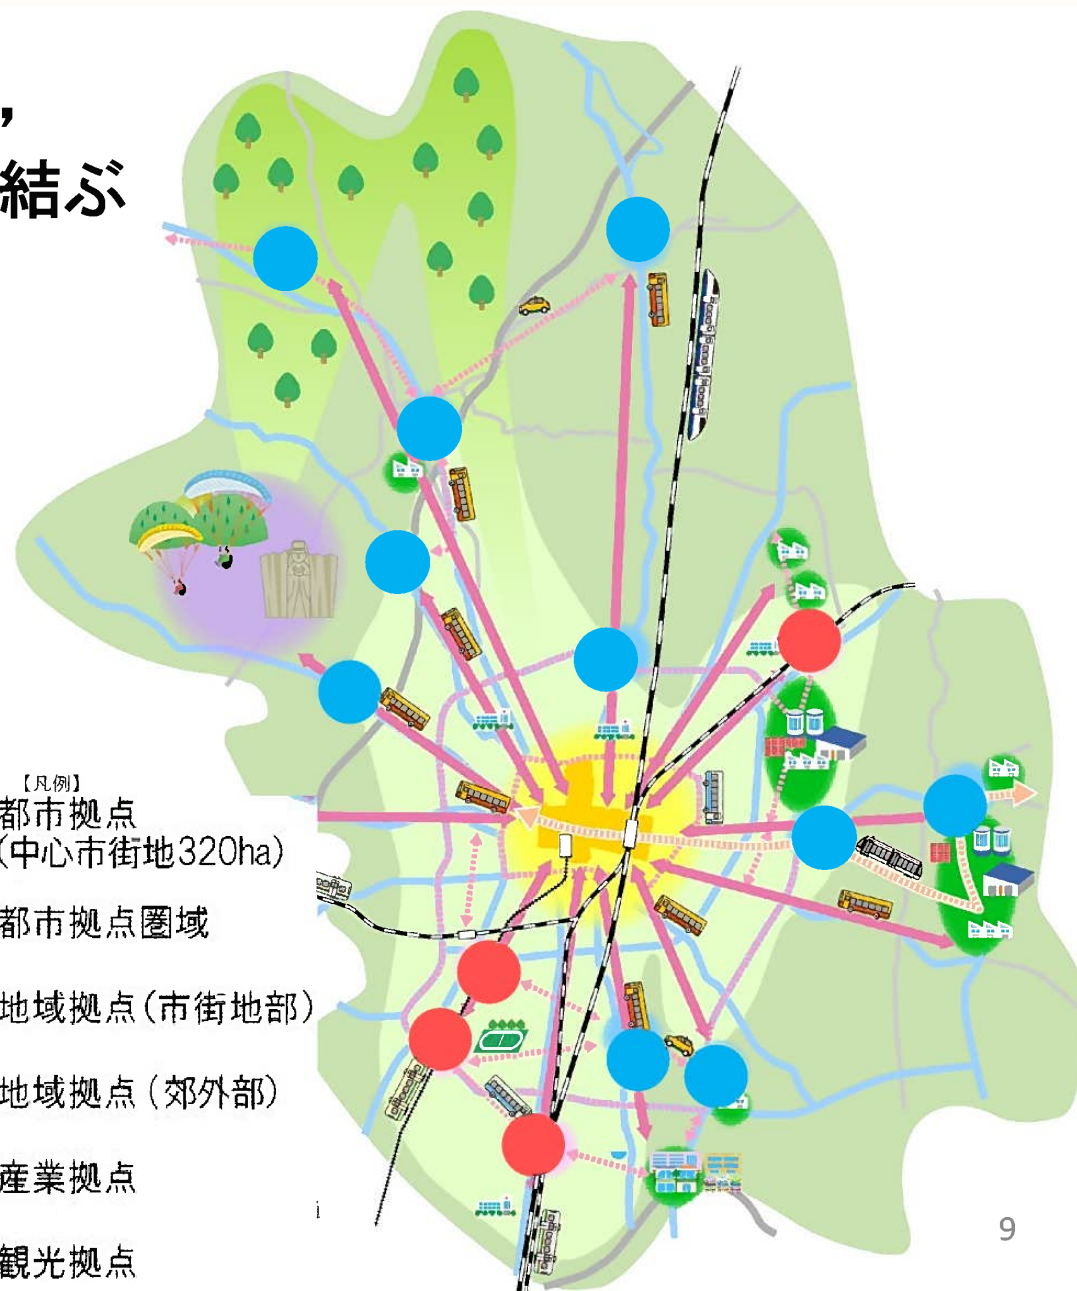 ，
結ぶ
【凡例】
都市拠点
(中心市街地320ha)
都市拠点圏域
地域拠点(市街地部)
地域拠点(郊外部)
産業拠点
観光拠点
9